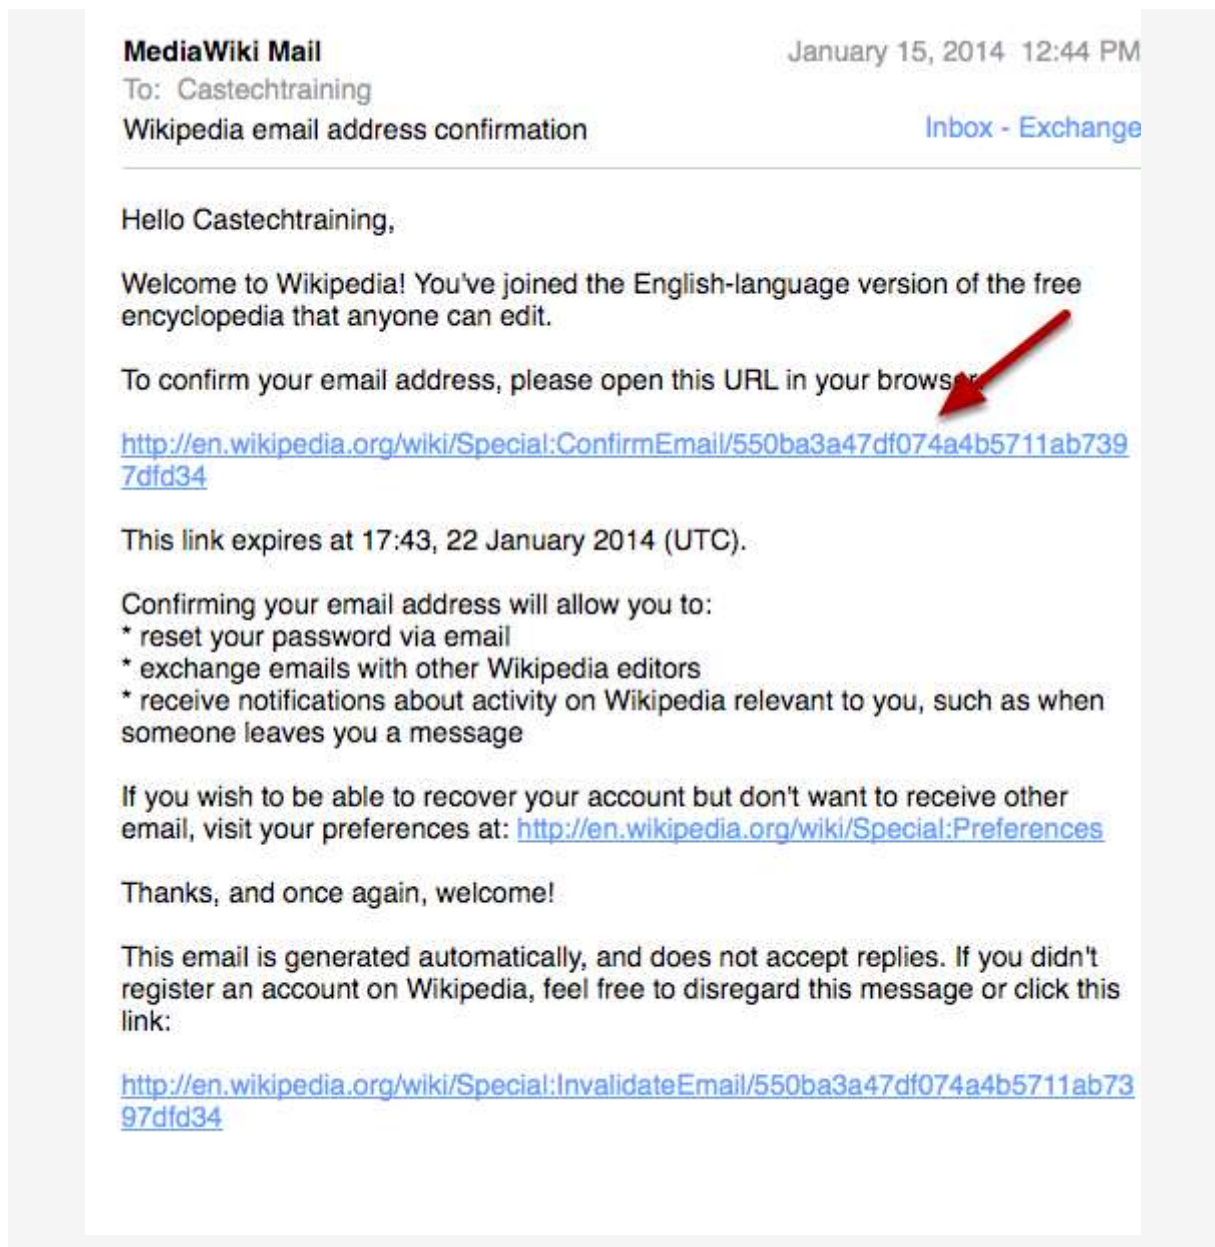 MediaWiki Mail
January 15, 2014 12:44 PM
To: Castechtraining
Wikipedia email address confirmation
Inbox - Exchange
Hello Castechtraining,
Welcome to Wikipedia! You've joined the English-language version of the free
encyclopedia that anyone can edit.
To confirm your email address, please open this URL in your browser:
http://en.wikipedia.org/wiki/Special:ConfirmEmail/550ba3a47df074a4b5711ab739
7dfd34
This link expires at 17:43, 22 January 2014 (UTC).
Confirming your email address will allow you to:
* reset your password via email
* exchange emails with other Wikipedia editors
* receive notifications about activity on Wikipedia relevant to you, such as when
someone leaves you a message
If you wish to be able to recover your account but don't want to receive other
email, visit your preferences at: http://en.wikipedia.org/wiki/Special:Preferences
Thanks, and once again, welcome!
This email is generated automatically, and does not accept replies. If you didn't
register an account on Wikipedia, feel free to disregard this message or click this
link:
http://en.wikipedia.org/wiki/Special:InvalidateEmail/550ba3a47df074a4b5711ab73
97dfd34